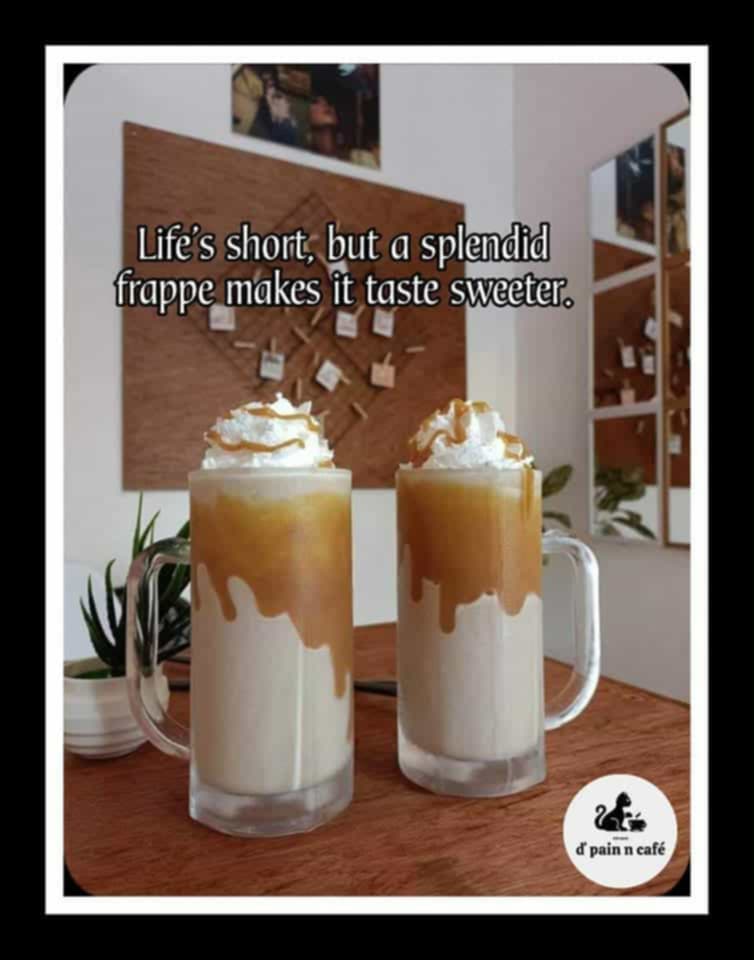 Life's short, but a splendid
frappe makes it taste sweeter.
d' pain n café